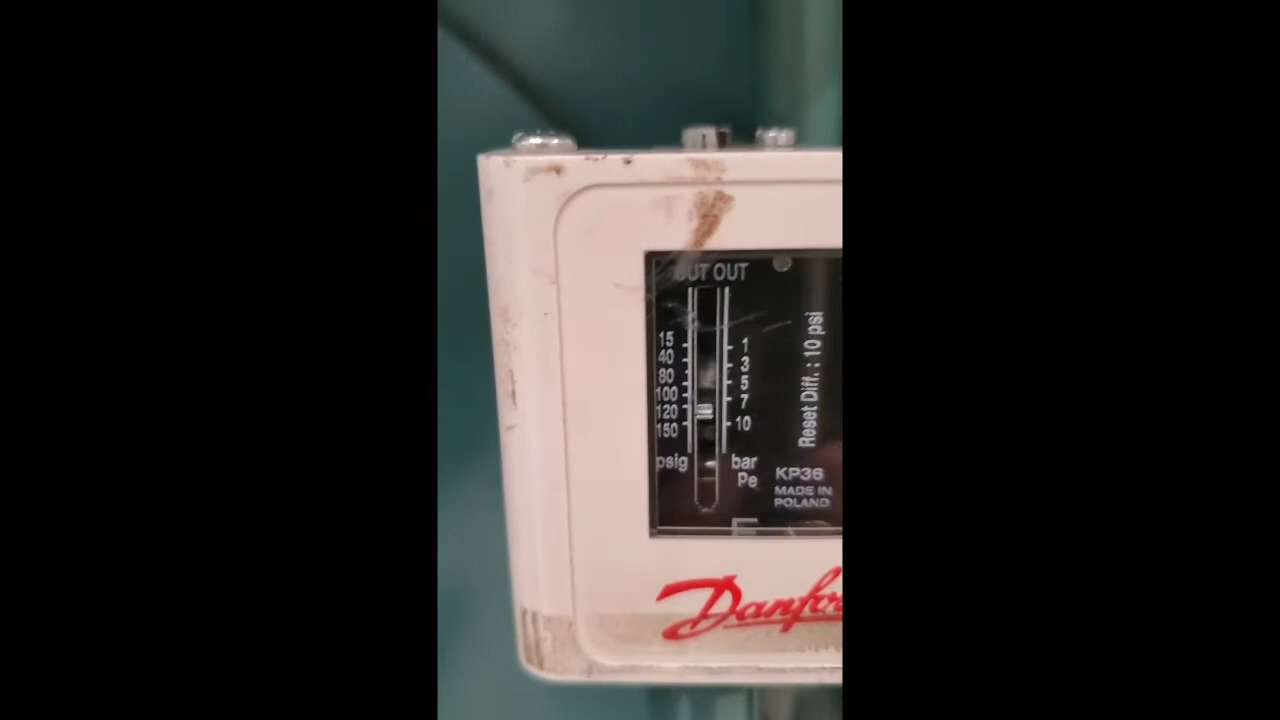 CUT OUT
15
40
80
100
120
150
psig
1
3
5
7
10
bar
Pe
Reset Diff. : 10 psi
KP36
MADE IN
POLAND
Danfo